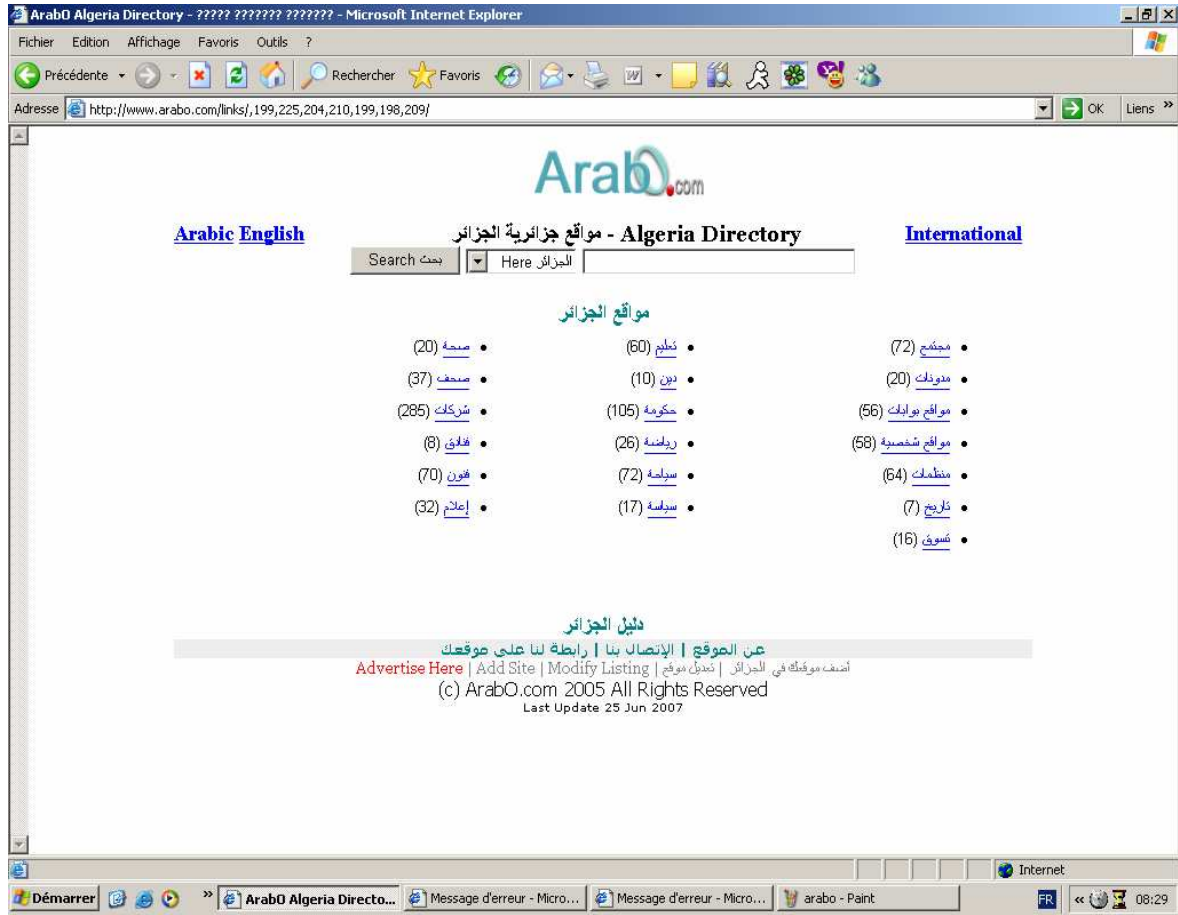 ArabO Algeria Directory - ????? ??????? ??????? - Microsoft Internet Explorer
Fichier Edition Affichage Favoris Outils ?
Précédente Rechercher Favoris
Adresse http://www.arabo.com/links/,199,225,204,210,199,198,209/ OK Liens »
ArabO.com
Arabic English
مواقع جزائرية الجزائر - Algeria Directory
International
Search بحث
الجزائر Here
مواقع الجزائر
مجتمع (72)
مدونات (20)
مواقع بوابات (56)
مواقع شخصية (58)
منظمات (64)
تاريخ (7)
تسوق (16)
تعليم (60)
دين (10)
حكومة (105)
رياضة (26)
سياحة (72)
سياسة (17)
صحة (20)
صحف (37)
شركات (285)
فنادق (8)
فنون (70)
إعلام (32)
دليل الجزائر
عن الموقع | الإتصال بنا | رابطة لنا على موقعك
Advertise Here | Add Site | Modify Listing | أضف موقعك في الجزائر | تعديل موقع
(c) ArabO.com 2005 All Rights Reserved
Last Update 25 Jun 2007
Internet
Démarrer » ArabO Algeria Directo... Message d'erreur - Micro... Message d'erreur - Micro... arabo - Paint FR « 08:29